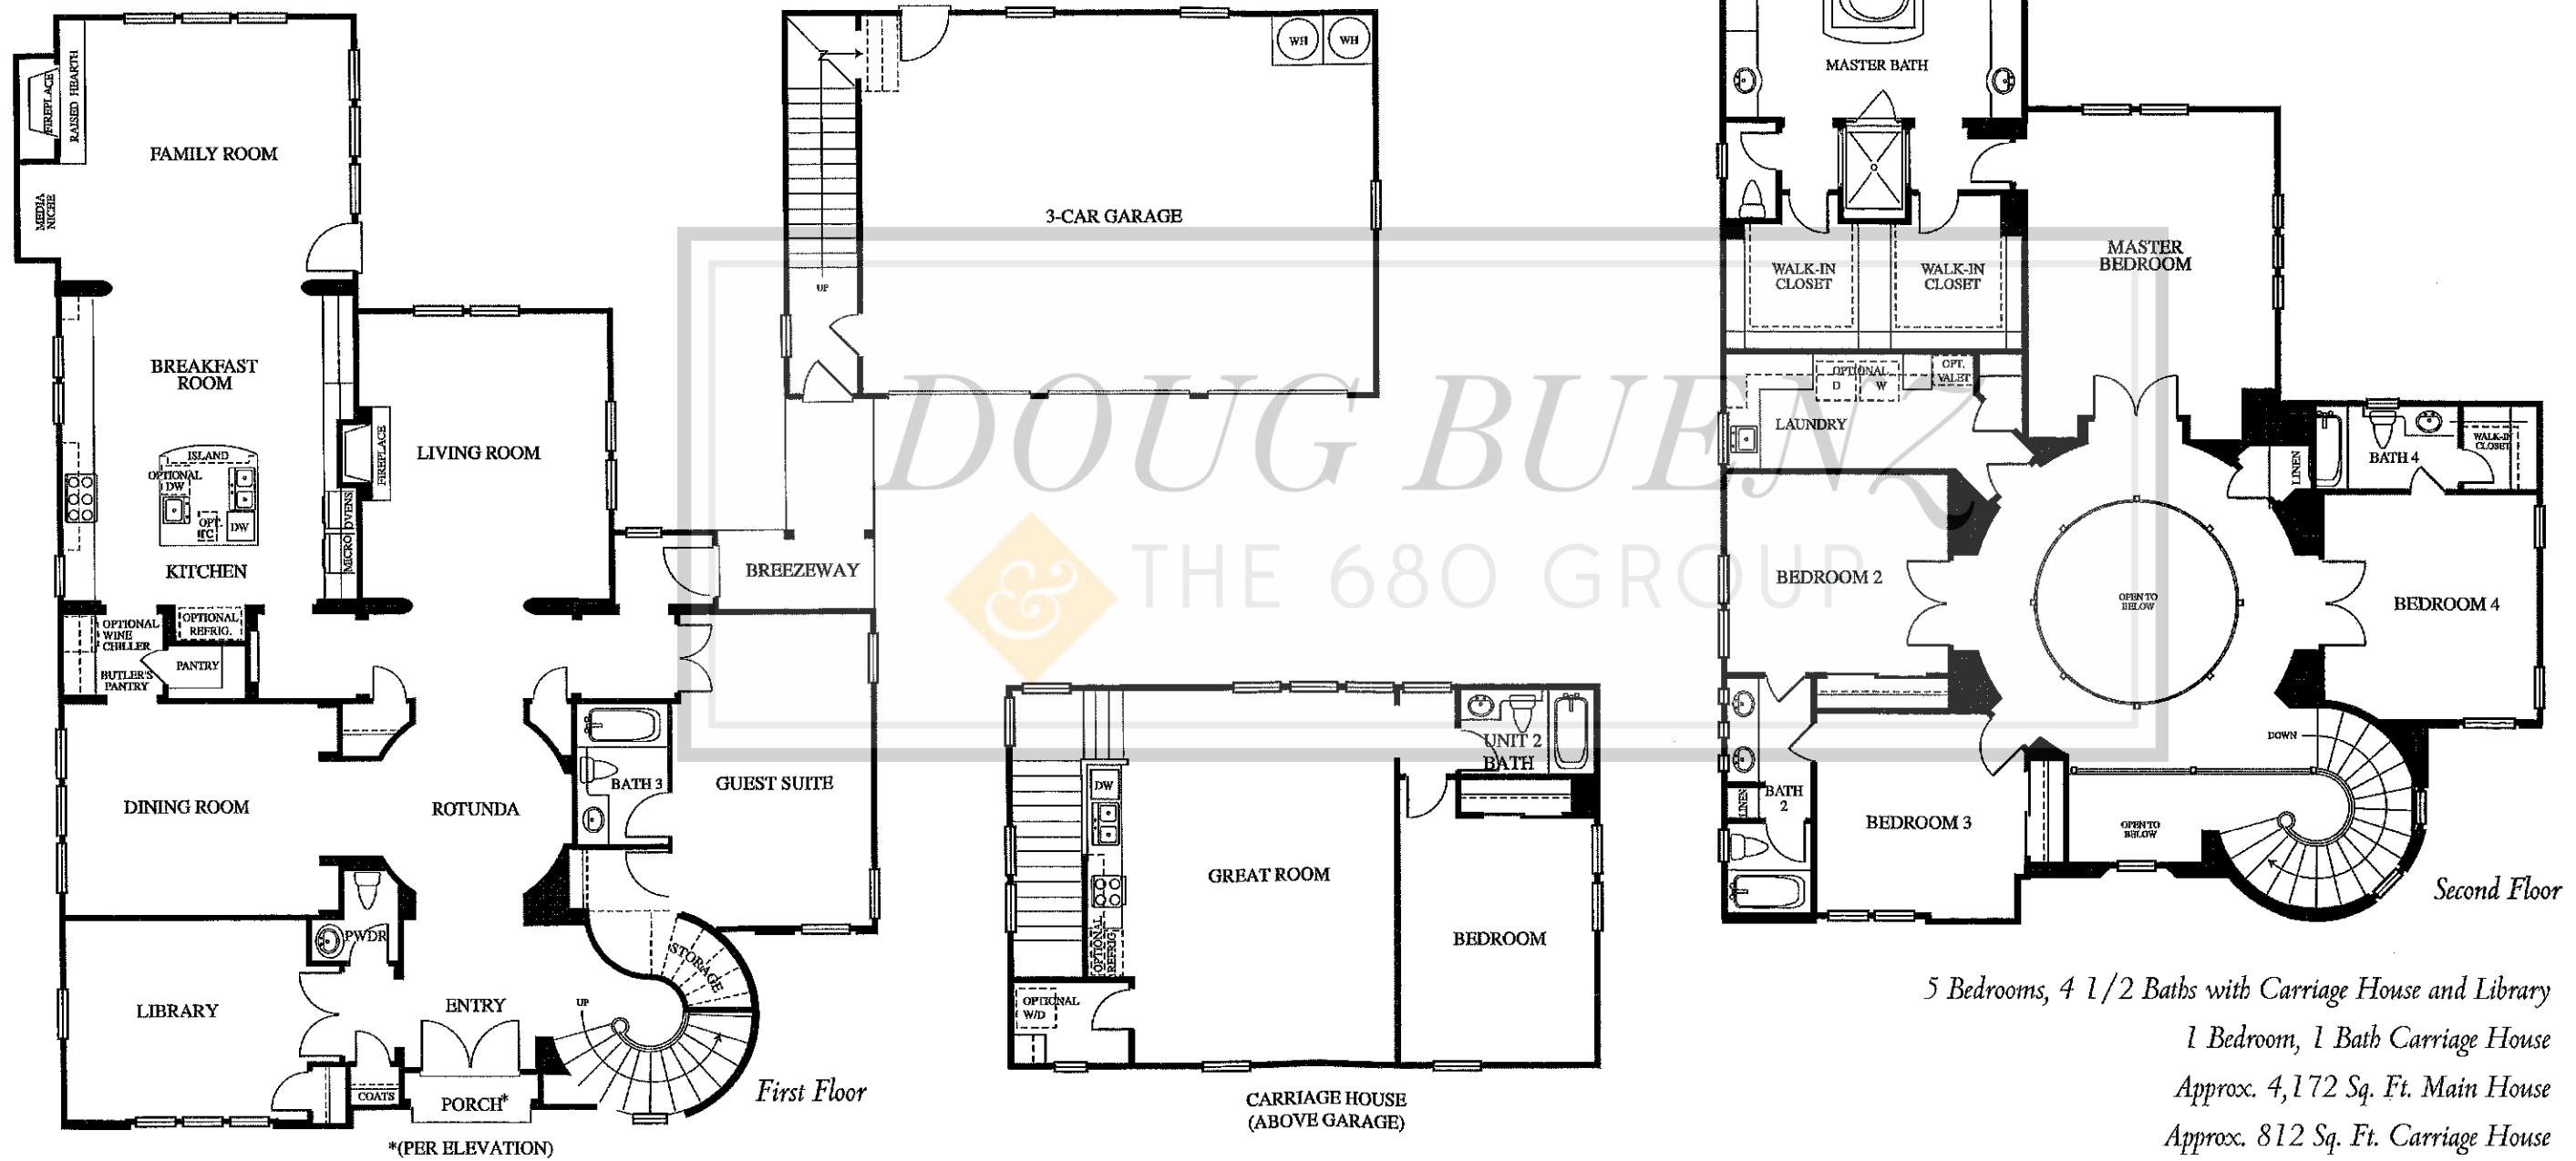 FIREPLACE
RAISED HEARTH
FAMILY ROOM
MEDIA
NICHE
BREAKFAST
ROOM
ISLAND
OPTIONAL
DW
OPT.
TC
DW
KITCHEN
FIREPLACE
LIVING ROOM
OVENS
MICRO
OPTIONAL
WINE
CHILLER
OPTIONAL
REFRIG.
PANTRY
BUTLER'S
PANTRY
DINING ROOM
ROTUNDA
BATH 3
GUEST SUITE
PWDR
LIBRARY
ENTRY
UP
STORAGE
COATS
PORCH*
*(PER ELEVATION)
First Floor
WH
WH
3-CAR GARAGE
UP
BREEZEWAY
DOUG BUENZ
& THE 680 GROUP
UNIT 2
BATH
DW
GREAT ROOM
OPTIONAL
REFRIG.
BEDROOM
OPTIONAL
W/D
CARRIAGE HOUSE
(ABOVE GARAGE)
MASTER BATH
WALK-IN
CLOSET
WALK-IN
CLOSET
MASTER
BEDROOM
OPTIONAL
D W
OPT.
VALET
LAUNDRY
LINEN
BATH 4
WALK-IN
CLOSET
BEDROOM 2
OPEN TO
BELOW
BEDROOM 4
DOWN
LINEN
BATH
2
BEDROOM 3
OPEN TO
BELOW
Second Floor
5 Bedrooms, 4 1/2 Baths with Carriage House and Library
1 Bedroom, 1 Bath Carriage House
Approx. 4,172 Sq. Ft. Main House
Approx. 812 Sq. Ft. Carriage House